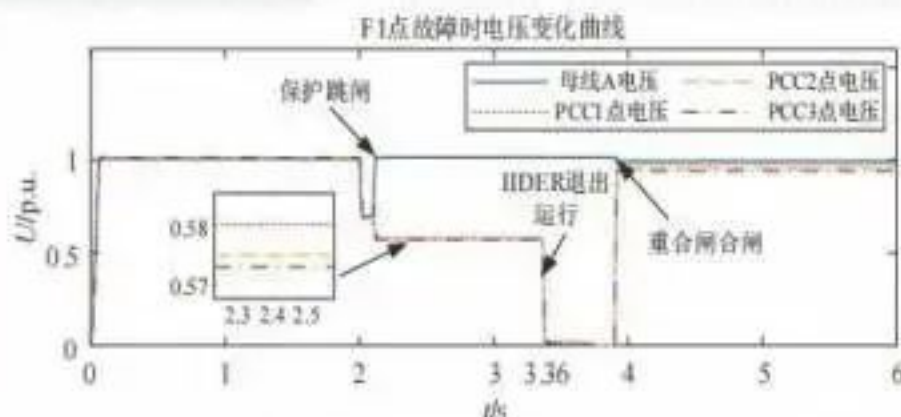 F1点故障时电压变化曲线
保护跳闸
母线A电压
PCC2点电压
PCC1点电压
PCC3点电压
U/p.u.
1
0.5
0
IIDER退出
运行
重合闸合闸
0.58
0.57
2.3 2.4 2.5
0 1 2 3 3.36 4 5 6
t/s